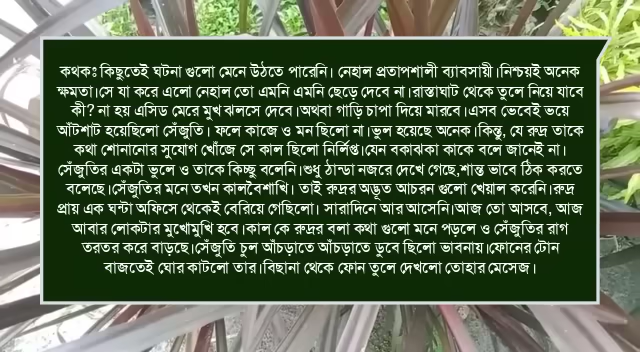 কথকঃ কিছুতেই ঘটনা গুলো মেনে উঠতে পারেনি। নেহাল প্রতাপশালী ব্যাবসায়ী।নিশ্চয়ই অনেক
ক্ষমতা।সে যা করে এলো নেহাল তো এমনি এমনি ছেড়ে দেবে না।রাস্তাঘাট থেকে তুলে নিয়ে যাবে
কী? না হয় এসিড মেরে মুখ ঝলসে দেবে।অথবা গাড়ি চাপা দিয়ে মারবে।এসব ভেবেই ভয়ে
আঁটশাট হয়েছিলো সেঁজুতি। ফলে কাজে ও মন ছিলো না।ভুল হয়েছে অনেক।কিন্তু, যে রুদ্র তাকে
কথা শোনানোর সুযোগ খোঁজে সে কাল ছিলো নির্লিপ্ত।যেন বকাঝকা কাকে বলে জানেই না।
সেঁজুতির একটা ভুলে ও তাকে কিচ্ছু বলেনি।শুধু ঠান্ডা নজরে দেখে গেছে,শান্ত ভাবে ঠিক করতে
বলেছে।সেঁজুতির মনে তখন কালবৈশাখি। তাই রুদ্রর অদ্ভূত আচরন গুলো খেয়াল করেনি।রুদ্র
প্রায় এক ঘন্টা অফিসে থেকেই বেরিয়ে গেছিলো। সারাদিনে আর আসেনি।আজ তো আসবে, আজ
আবার লোকটার মুখোমুখি হবে।কাল কে রুদ্রর বলা কথা গুলো মনে পড়লে ও সেঁজুতির রাগ
তরতর করে বাড়ছে।সেঁজুতি চুল আঁচড়াতে আঁচড়াতে ডুবে ছিলো ভাবনায়।ফোনের টোন
বাজতেই ঘোর কাটলো তার।বিছানা থেকে ফোন তুলে দেখলো তোহার মেসেজ।